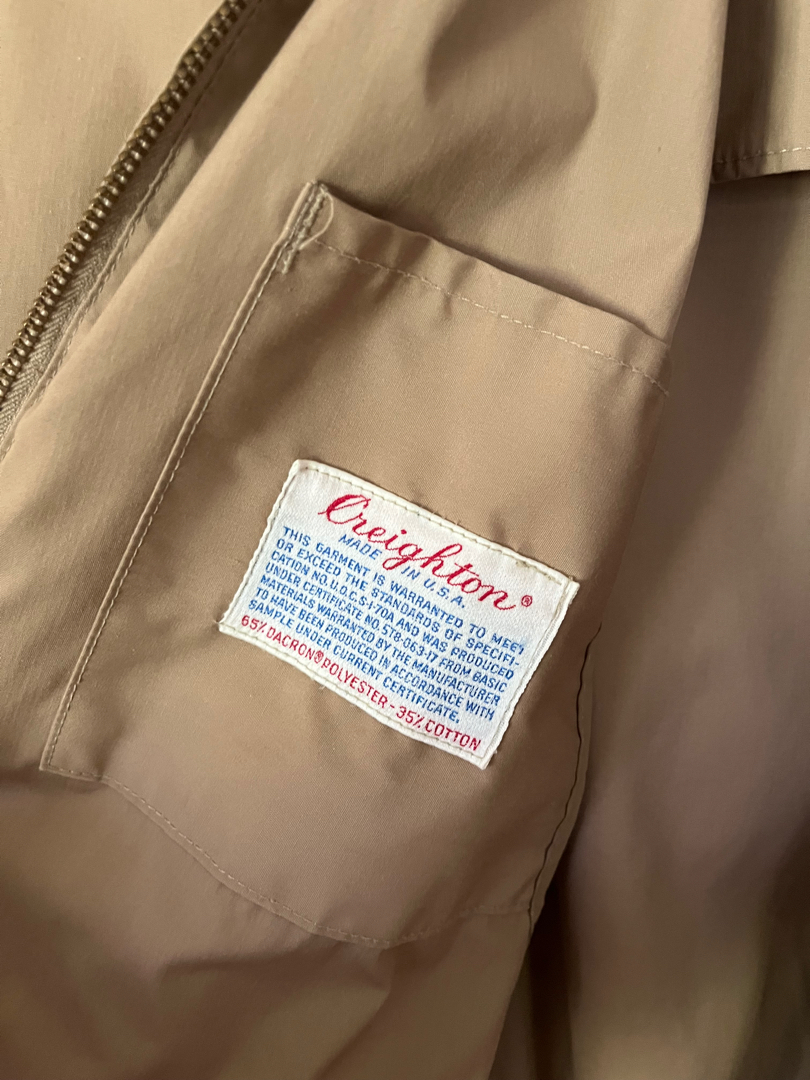 Creighton®
MADE IN U.S.A.
THIS GARMENT IS WARRANTED TO MEET
OR EXCEED THE STANDARDS OF SPECIFI-
CATION NO. U.O.C.S-1-70A AND WAS PRODUCED
UNDER CERTIFICATE NO. 578-063-17 FROM BASIC
MATERIALS WARRANTED BY THE MANUFACTURER
TO HAVE BEEN PRODUCED IN ACCORDANCE WITH
SAMPLE UNDER CURRENT CERTIFICATE.
65% DACRON® POLYESTER - 35% COTTON